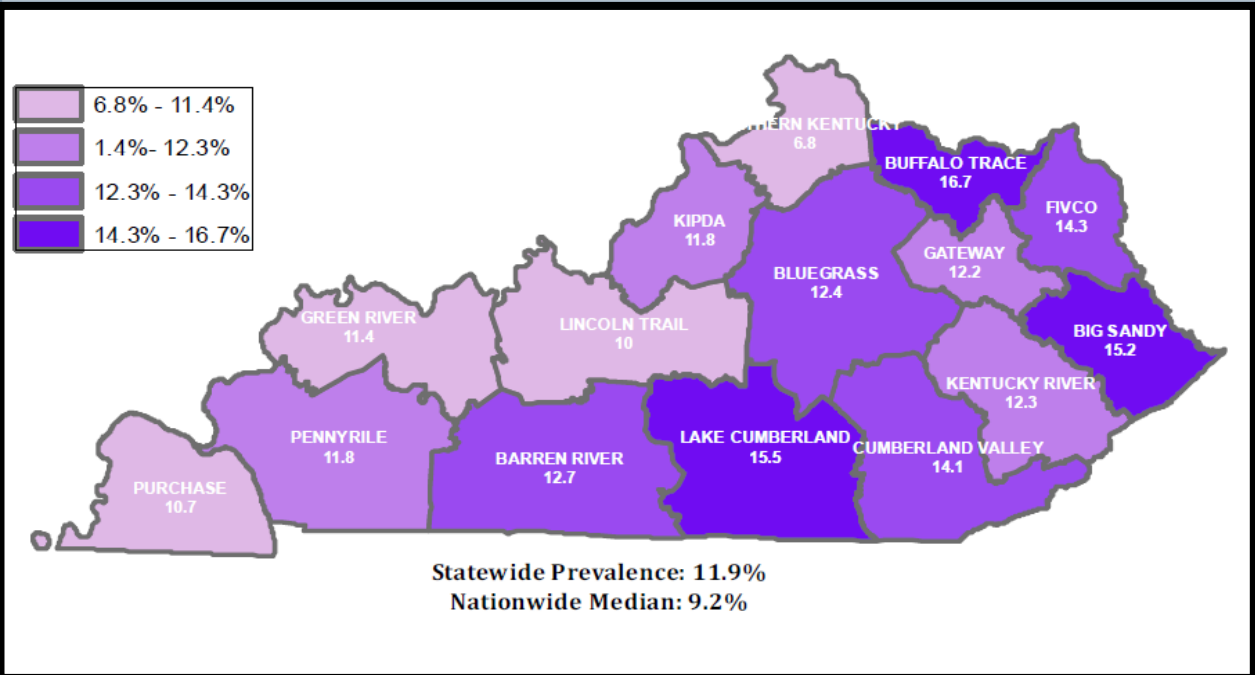 6.8% - 11.4%
1.4%- 12.3%
12.3% - 14.3%
14.3% - 16.7%
THERN KENTUCKY
6.8
BUFFALO TRACE
16.7
FIVCO
14.3
KIPDA
11.8
GATEWAY
12.2
BLUEGRASS
12.4
GREEN RIVER
11.4
LINCOLN TRAIL
10
BIG SANDY
15.2
KENTUCKY RIVER
12.3
PENNYRILE
11.8
LAKE CUMBERLAND
15.5
CUMBERLAND VALLEY
14.1
BARREN RIVER
12.7
PURCHASE
10.7
Statewide Prevalence: 11.9%
Nationwide Median: 9.2%